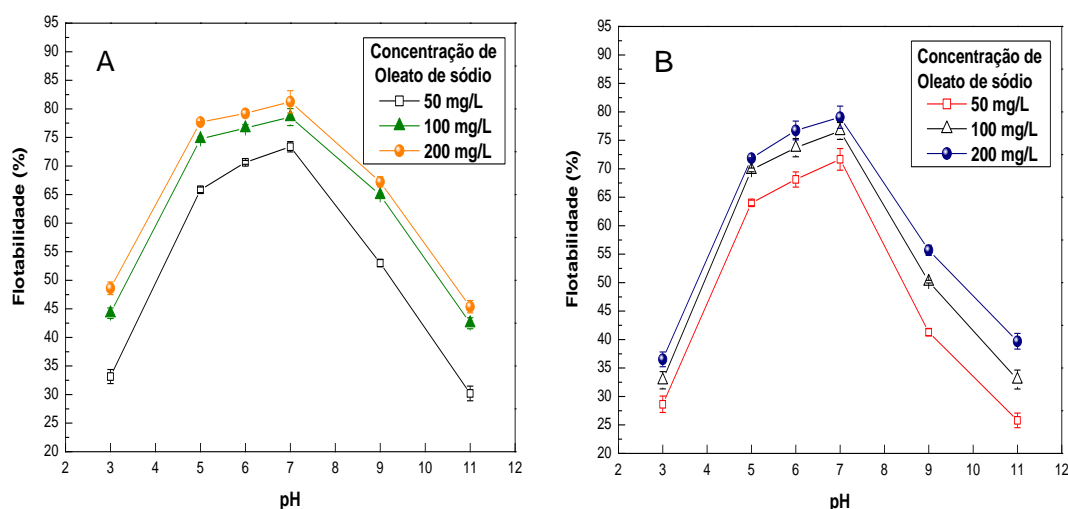 A
Concentração de
Oleato de sódio
50 mg/L
100 mg/L
200 mg/L
Flotabilidade (%)
95
90
85
80
75
70
65
60
55
50
45
40
35
30
25
20
2 3 4 5 6 7 8 9 10 11 12
pH
B
Concentração de
Oleato de sódio
50 mg/L
100 mg/L
200 mg/L
Flotabilidade (%)
95
90
85
80
75
70
65
60
55
50
45
40
35
30
25
20
2 3 4 5 6 7 8 9 10 11 12
pH